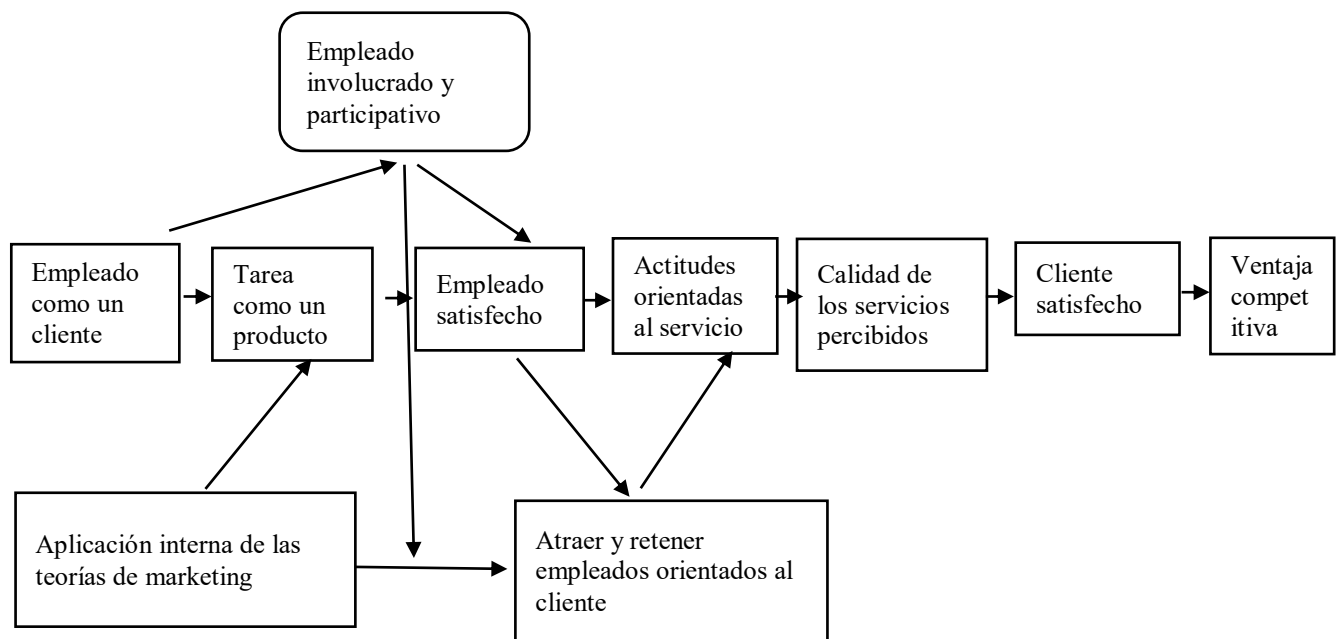 Empleado
involucrado y
participativo
Empleado
como un
cliente
Tarea
como un
producto
Empleado
satisfecho
Actitudes
orientadas
al servicio
Calidad de
los servicios
percibidos
Cliente
satisfecho
Ventaja
compet
itiva
Aplicación interna de las
teorías de marketing
Atraer y retener
empleados orientados al
cliente